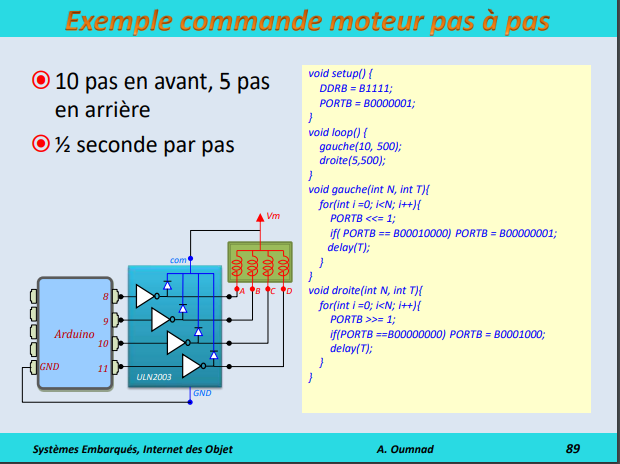 Exemple commande moteur pas à pas
10 pas en avant, 5 pas
en arrière
½ seconde par pas
void setup() {
DDRB = B1111;
PORTB = B0000001;
}
void loop() {
gauche(10, 500);
droite(5,500);
}
void gauche(int N, int T){
for(int i =0; i<N; i++){
PORTB <<= 1;
if( PORTB == B00010000) PORTB = B00000001;
delay(T);
}
}
void droite(int N, int T){
for(int i =0; i<N; i++){
PORTB >>= 1;
if(PORTB ==B00000000) PORTB = B0001000;
delay(T);
}
}
Vm
com
A B C D
8
9
Arduino
10
GND 11
ULN2003
GND
Systèmes Embarqués, Internet des Objet A. Oumnad 89